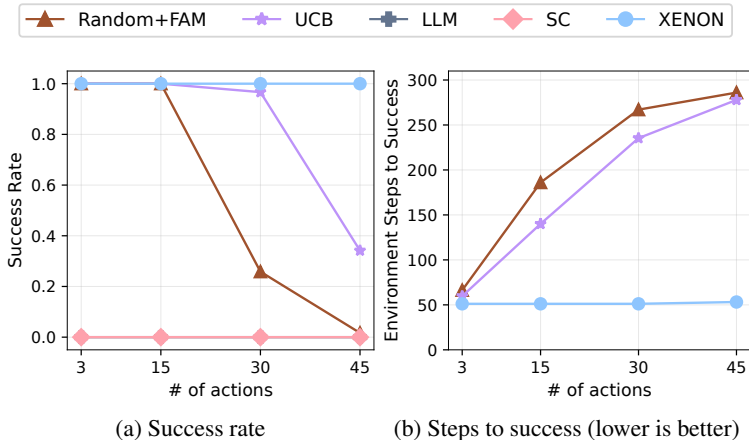 Random+FAM UCB LLM SC XENON
Success Rate
1.0
0.8
0.6
0.4
0.2
0.0
3 15 30 45
# of actions
(a) Success rate
Environment Steps to Success
300
250
200
150
100
50
0
3 15 30 45
# of actions
(b) Steps to success (lower is better)